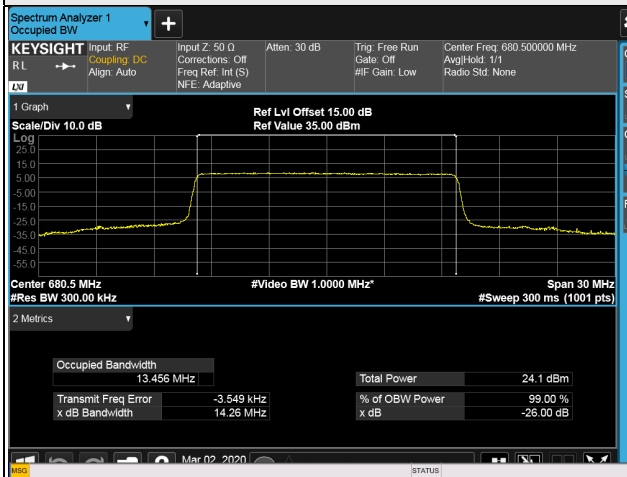 Spectrum Analyzer 1
Occupied BW
KEYSIGHT
RL
LXI
Input: RF
Coupling: DC
Align: Auto
Input Z: 50 Ω
Corrections: Off
Freq Ref: Int (S)
NFE: Adaptive
Atten: 30 dB
Trig: Free Run
Gate: Off
#IF Gain: Low
Center Freq: 680.500000 MHz
Avg|Hold: 1/1
Radio Std: None
1 Graph
Scale/Div 10.0 dB
Ref Lvl Offset 15.00 dB
Ref Value 35.00 dBm
Log
25.0
15.0
5.00
-5.00
-15.0
-25.0
-35.0
-45.0
-55.0
Center 680.5 MHz
#Video BW 1.0000 MHz*
Span 30 MHz
#Res BW 300.00 kHz
#Sweep 300 ms (1001 pts)
2 Metrics
Occupied Bandwidth
13.456 MHz
Total Power 24.1 dBm
Transmit Freq Error -3.549 kHz
% of OBW Power 99.00 %
x dB Bandwidth 14.26 MHz
x dB -26.00 dB
Mar 02, 2020
MSG
STATUS